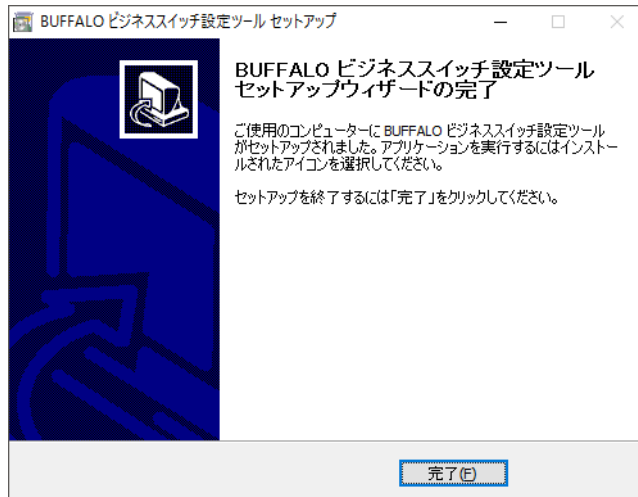 BUFFALO ビジネススイッチ設定ツール セットアップ
BUFFALO ビジネススイッチ設定ツール
セットアップウィザードの完了
ご使用のコンピューターに BUFFALO ビジネススイッチ設定ツール
がセットアップされました。アプリケーションを実行するにはインストー
ルされたアイコンを選択してください。
セットアップを終了するには「完了」をクリックしてください。
完了(F)